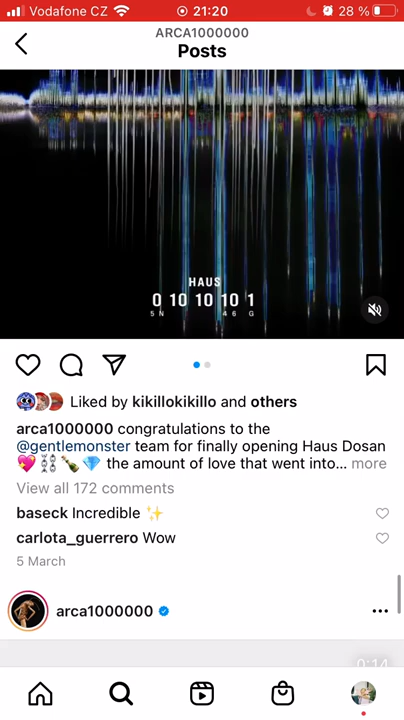 Vodafone CZ 21:20 28 %
ARCA1000000
Posts
HAUS
0 10 10 10 1
5 N 4 6 G
Liked by kikillokikillo and others
arca1000000 congratulations to the
@gentlemonster team for finally opening Haus Dosan
💖⛓🍾💎 the amount of love that went into... more
View all 172 comments
baseck Incredible ✨
carlota_guerrero Wow
5 March
arca1000000
0:14